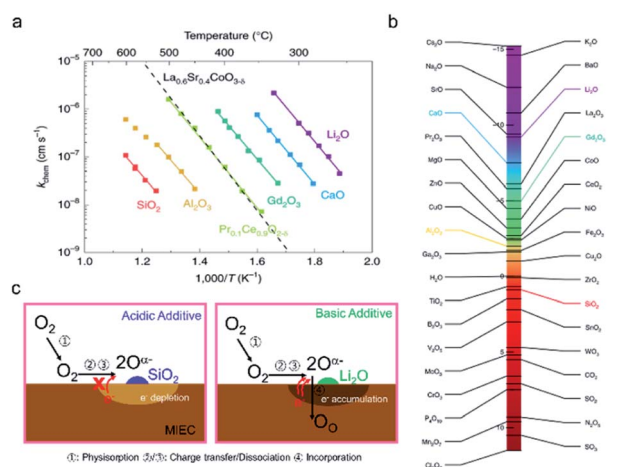 a
Temperature (°C)
700 600 500 400 300
La₀.₆Sr₀.₄CoO₃₋δ
10⁻⁵
10⁻⁶
10⁻⁷
10⁻⁸
10⁻⁹
k_chem (cm s⁻¹)
Li₂O
CaO
Gd₂O₃
Al₂O₃
SiO₂
Pr₀.₁Ce₀.₉O₂₋δ
1.0 1.2 1.4 1.6 1.8 2.0
1,000/T (K⁻¹)
b
Cs₂O
Na₂O
SrO
CaO
Pr₂O₃
MgO
ZnO
CuO
Al₂O₃
Ga₂O₃
H₂O
TiO₂
B₂O₃
V₂O₅
MoO₃
CrO₃
P₄O₁₀
Mn₂O₇
Cl₂O₇
-15
-10
-5
0
5
10
K₂O
BaO
Li₂O
La₂O₃
Gd₂O₃
CoO
CeO₂
NiO
Fe₂O₃
Cu₂O
ZrO₂
SiO₂
SnO₂
WO₃
CO₂
SO₂
N₂O₅
SO₃
c
Acidic Additive
O₂
①
O₂
②③
2Oα-
SiO₂
e⁻ depletion
MIEC
Basic Additive
O₂
①
O₂
②③
2Oα-
Li₂O
④
e⁻ accumulation
O_O
①: Physisorption ②/③: Charge transfer/Dissociation ④: Incorporation